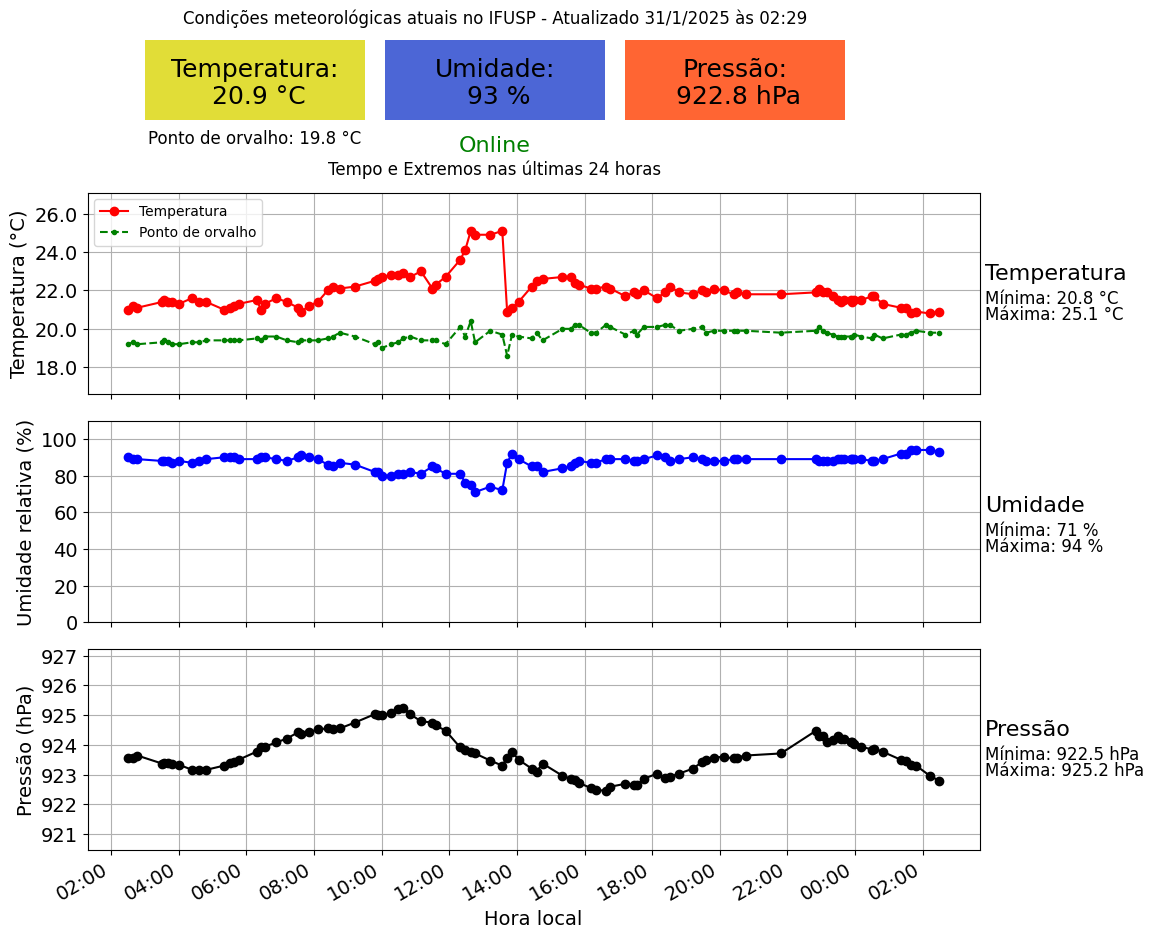 Condições meteorológicas atuais no IFUSP - Atualizado 31/1/2025 às 02:29
Temperatura:
20.9 °C
Umidade:
93 %
Pressão:
922.8 hPa
Ponto de orvalho: 19.8 °C
Online
Tempo e Extremos nas últimas 24 horas
Temperatura (°C)
26.0
24.0
22.0
20.0
18.0
Temperatura
Ponto de orvalho
Temperatura
Mínima: 20.8 °C
Máxima: 25.1 °C
Umidade relativa (%)
100
80
60
40
20
0
Umidade
Mínima: 71 %
Máxima: 94 %
Pressão (hPa)
927
926
925
924
923
922
921
Pressão
Mínima: 922.5 hPa
Máxima: 925.2 hPa
02:00
04:00
06:00
08:00
10:00
12:00
14:00
16:00
18:00
20:00
22:00
00:00
02:00
Hora local